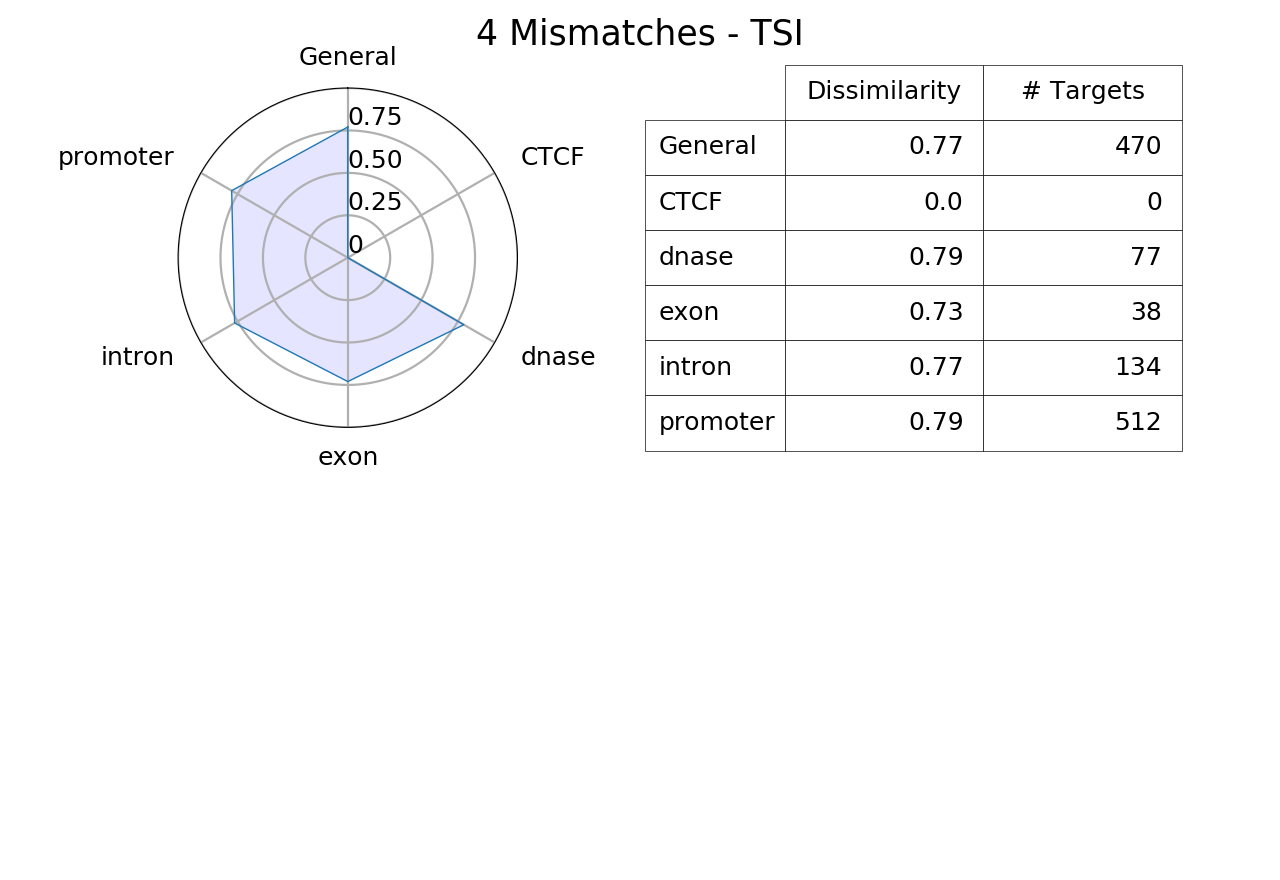 4 Mismatches - TSI
General
CTCF
dnase
exon
intron
promoter
0.75
0.50
0.25
0
Dissimilarity # Targets
General 0.77 470
CTCF 0.0 0
dnase 0.79 77
exon 0.73 38
intron 0.77 134
promoter 0.79 512